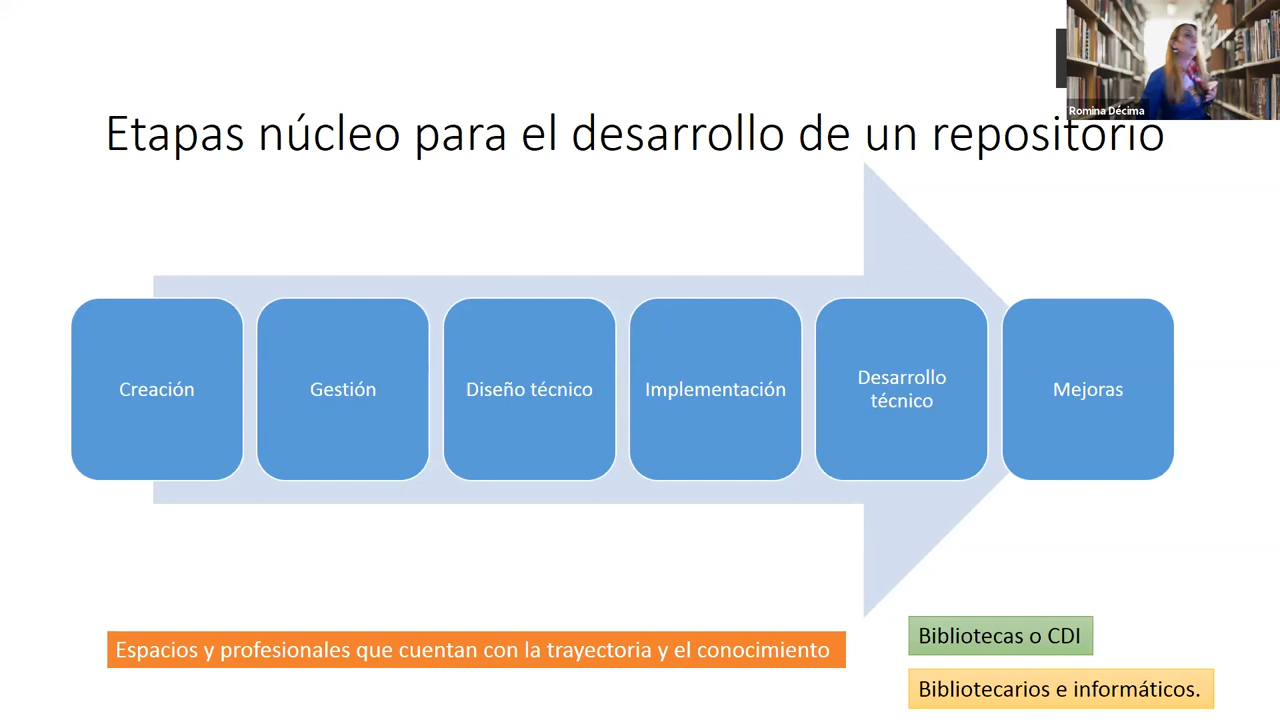 Romina Décima
Etapas núcleo para el desarrollo de un repositorio
Creación
Gestión
Diseño técnico
Implementación
Desarrollo
técnico
Mejoras
Espacios y profesionales que cuentan con la trayectoria y el conocimiento
Bibliotecas o CDI
Bibliotecarios e informáticos.